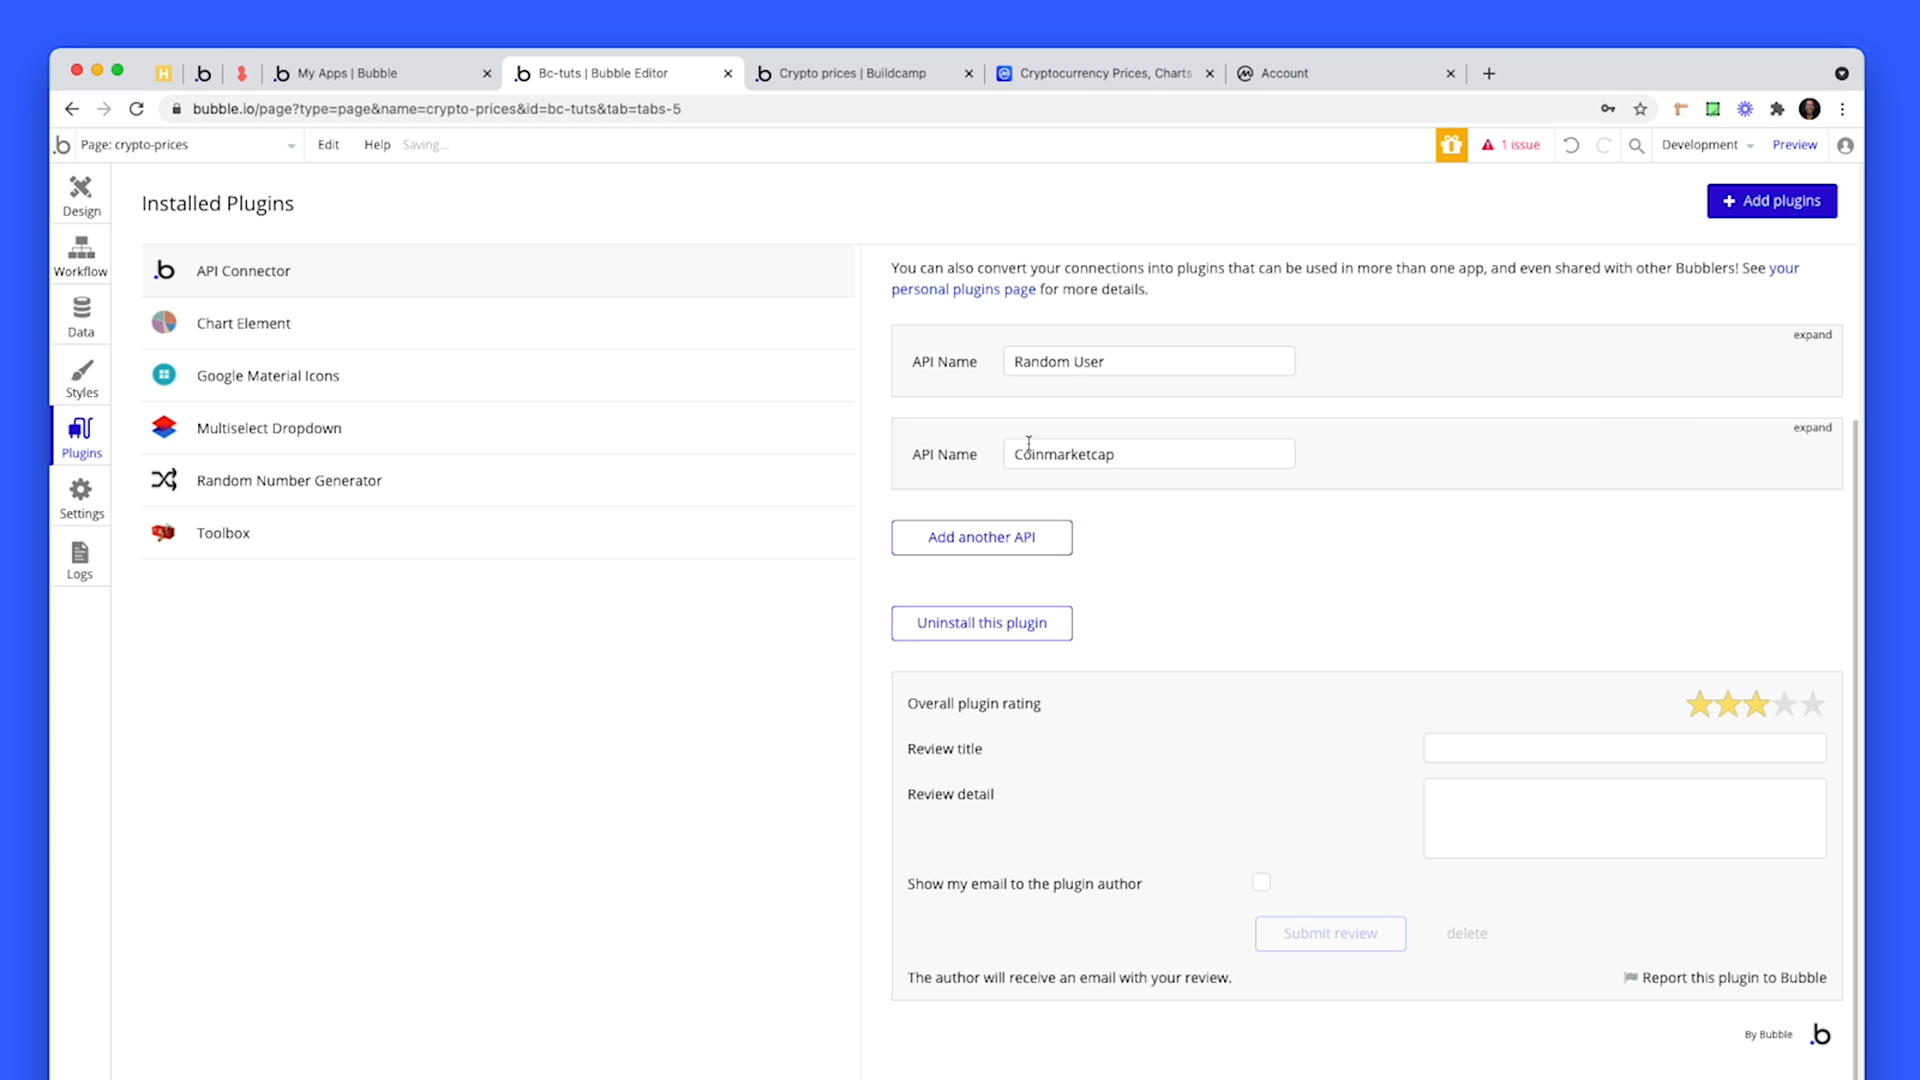 H
My Apps | Bubble
Bc-tuts | Bubble Editor
Crypto prices | Buildcamp
Cryptocurrency Prices, Charts
Account
bubble.io/page?type=page&name=crypto-prices&id=bc-tuts&tab=tabs-5
Page: crypto-prices
Edit
Help
Saving...
1 issue
Development
Preview
Design
Workflow
Data
Styles
Plugins
Settings
Logs
Installed Plugins
+ Add plugins
API Connector
Chart Element
Google Material Icons
Multiselect Dropdown
Random Number Generator
Toolbox
You can also convert your connections into plugins that can be used in more than one app, and even shared with other Bubblers! See your
personal plugins page for more details.
expand
API Name
Random User
expand
API Name
Coinmarketcap
Add another API
Uninstall this plugin
Overall plugin rating
Review title
Review detail
Show my email to the plugin author
Submit review
delete
The author will receive an email with your review.
Report this plugin to Bubble
By Bubble